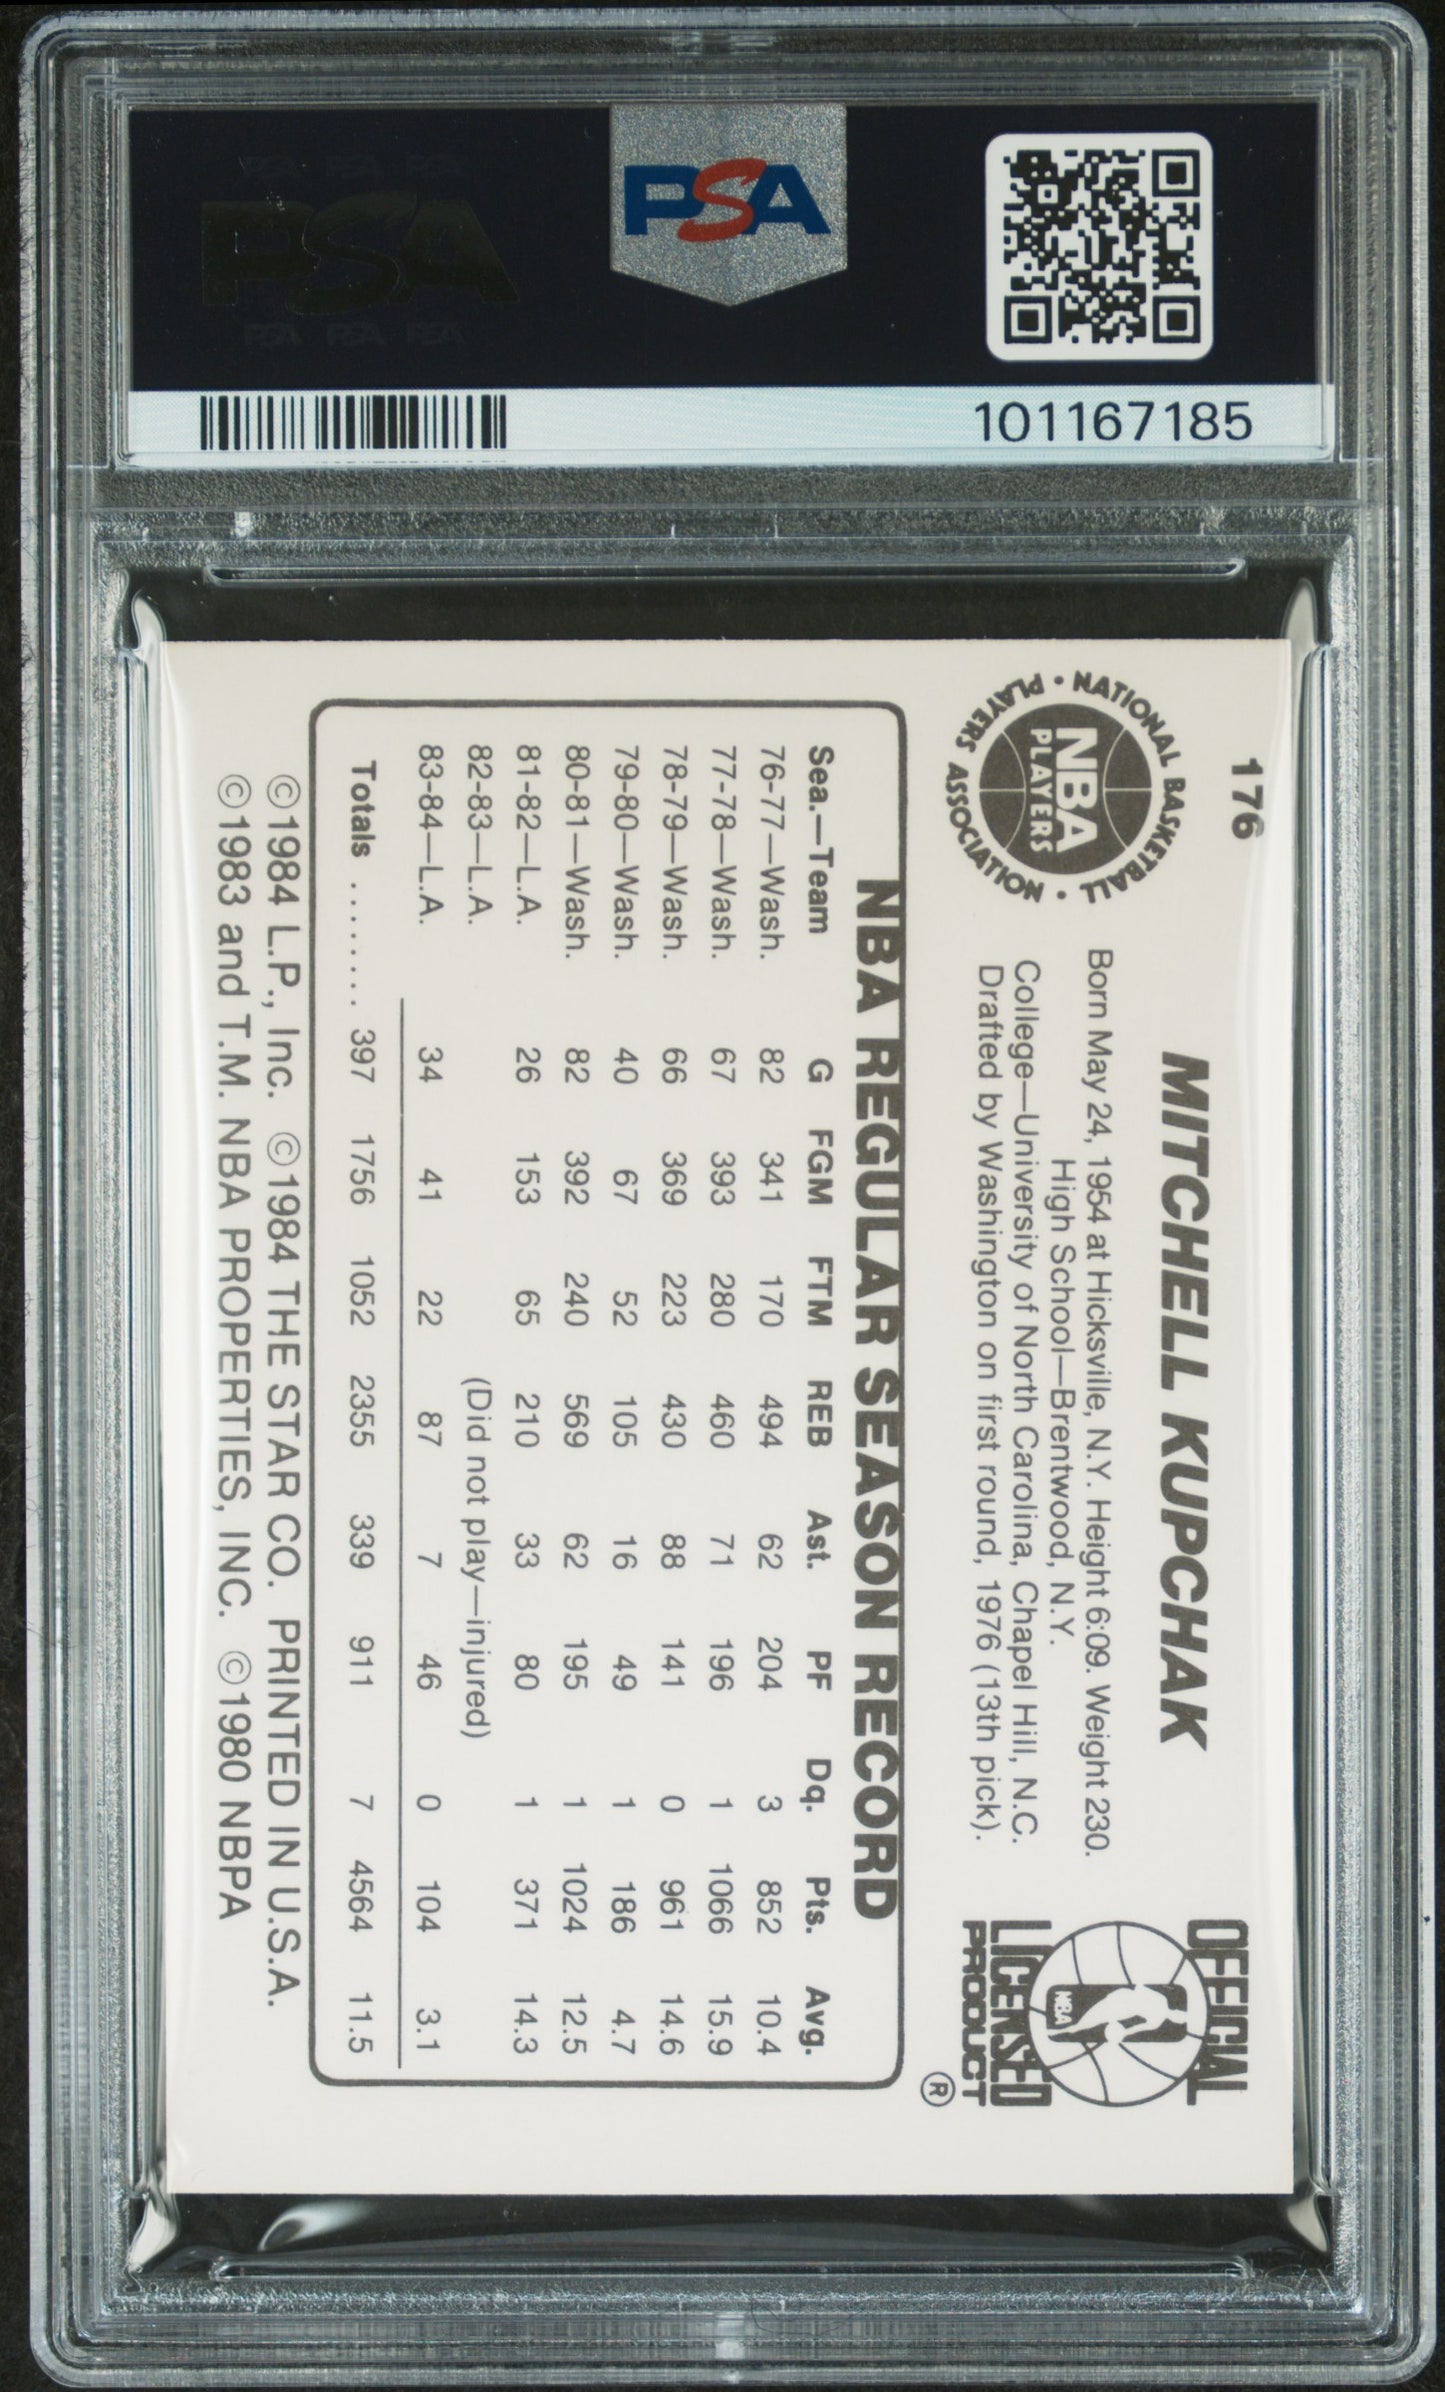 PSA PSA PSA
PSA
PSA PSA PSA
PSA
101167185
176
MITCHELL KUPCHAK
NATIONAL BASKETBALL • PLAYERS ASSOCIATION •
NBA
PLAYERS
Born May 24, 1954 at Hicksville, N.Y. Height 6:09. Weight 230.
High School—Brentwood, N.Y.
College—University of North Carolina, Chapel Hill, N.C.
Drafted by Washington on first round, 1976 (13th pick).
OFFICIAL
NBA
LICENSED
PRODUCT
®
NBA REGULAR SEASON RECORD
Sea.—Team G FGM FTM REB Ast. PF Dq. Pts. Avg.
76-77—Wash. 82 341 170 494 62 204 3 852 10.4
77-78—Wash. 67 393 280 460 71 196 1 1066 15.9
78-79—Wash. 66 369 223 430 88 141 0 961 14.6
79-80—Wash. 40 67 52 105 16 49 1 186 4.7
80-81—Wash. 82 392 240 569 62 195 1 1024 12.5
81-82—L.A. 26 153 65 210 33 80 1 371 14.3
82-83—L.A. (Did not play—injured)
83-84—L.A. 34 41 22 87 7 46 0 104 3.1
Totals ........ 397 1756 1052 2355 339 911 7 4564 11.5
©1984 L.P., Inc. ©1984 THE STAR CO. PRINTED IN U.S.A.
©1983 and T.M. NBA PROPERTIES, INC. ©1980 NBPA